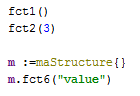 fct1()
fct2(3)
m :=maStructure{}
m.fct6("value")